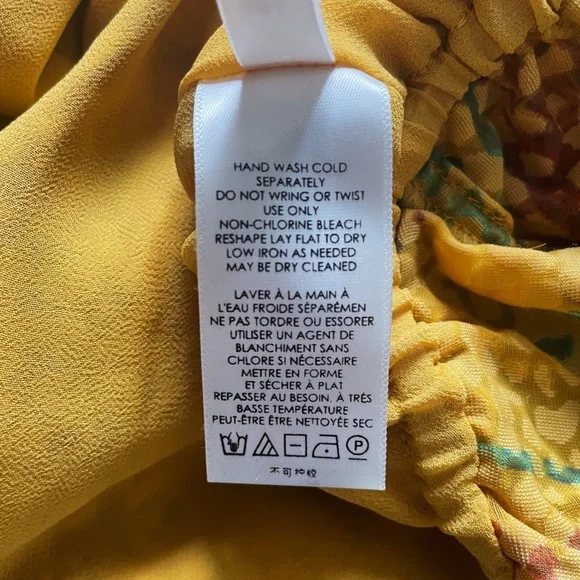 HAND WASH COLD
SEPARATELY
DO NOT WRING OR TWIST
USE ONLY
NON-CHLORINE BLEACH
RESHAPE LAY FLAT TO DRY
LOW IRON AS NEEDED
MAY BE DRY CLEANED
LAVER À LA MAIN À
L'EAU FROIDE SÉPARÉMEN
NE PAS TORDRE OU ESSORER
UTILISER UN AGENT DE
BLANCHIMENT SANS
CHLORE SI NÉCESSAIRE
METTRE EN FORME
ET SÉCHER À PLAT
REPASSER AU BESOIN, À TRÈS
BASSE TEMPÉRATURE
PEUT-ÊTRE ÊTRE NETTOYÉE SEC
P
不可拧绞